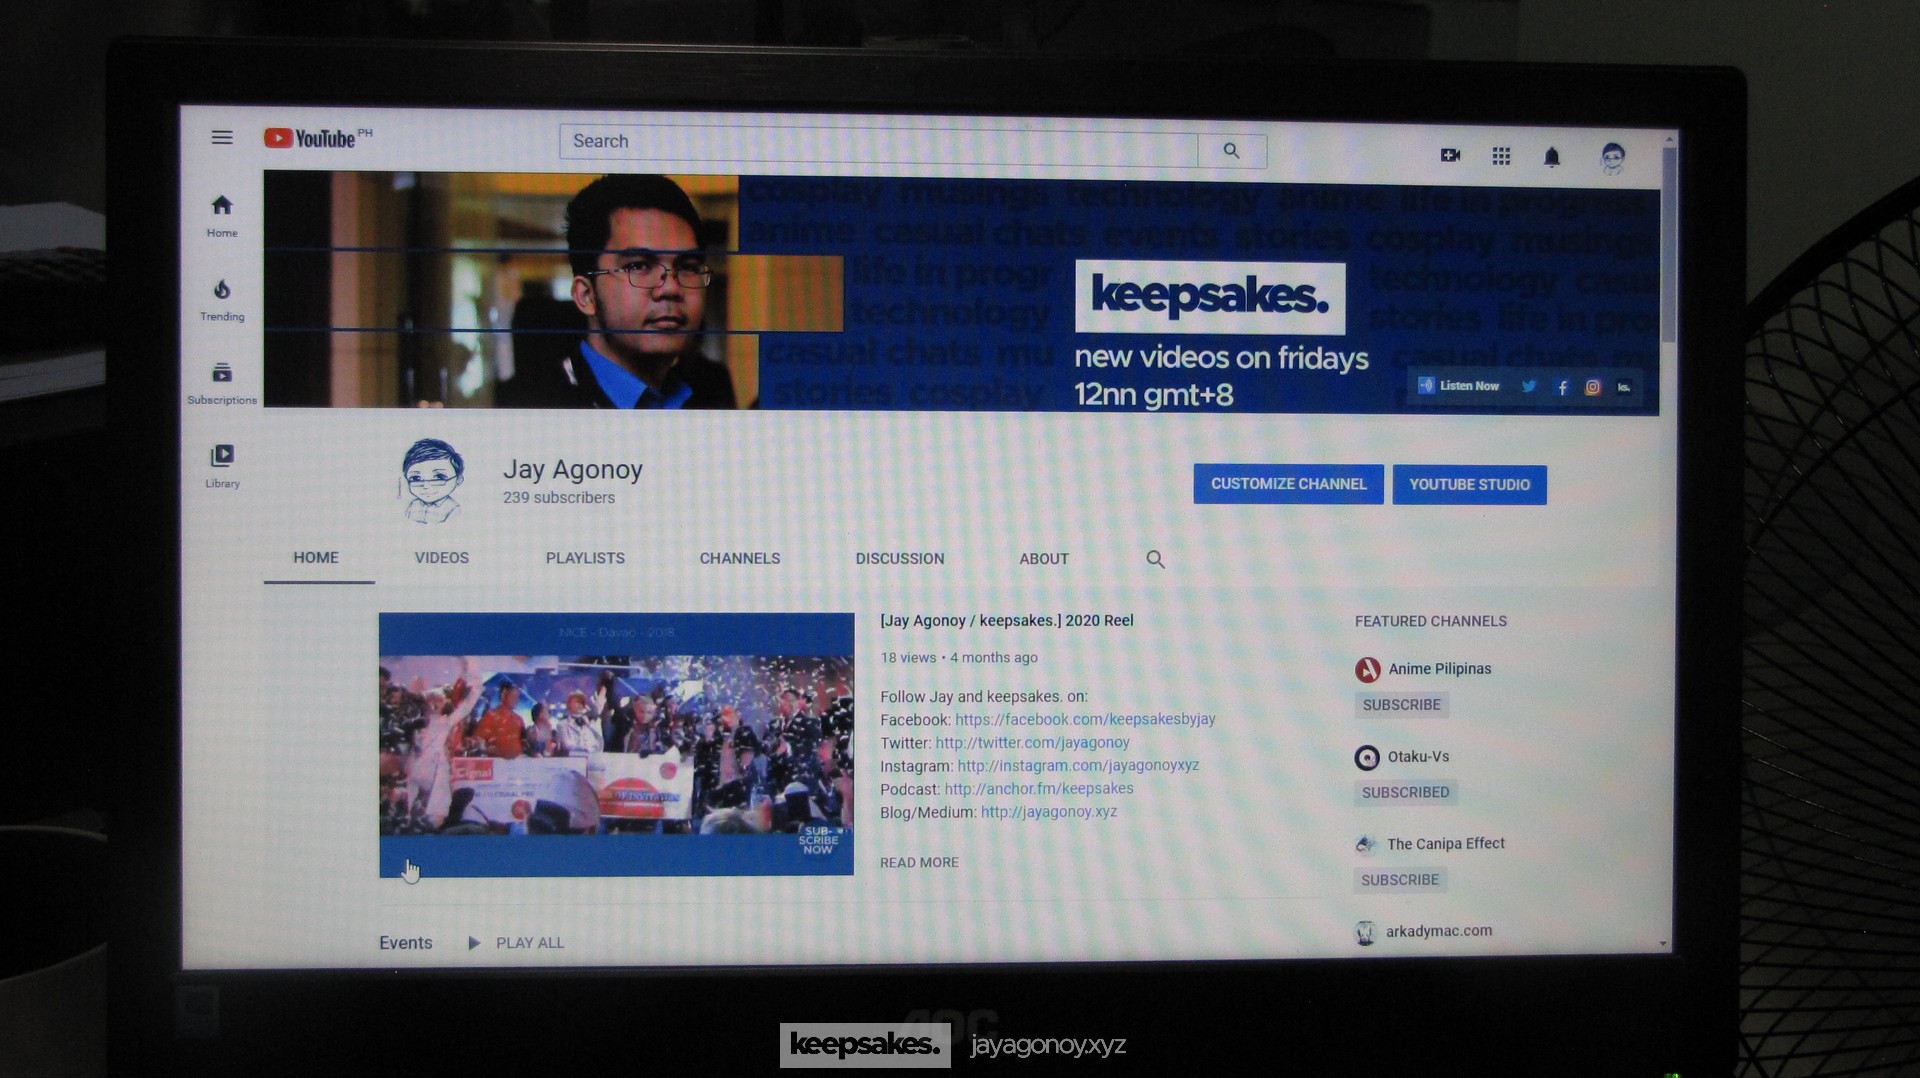 YouTube PH
Search
Home
Trending
Subscriptions
Library
cosplay musings technology anime life in progress
anime casual chats events stories cosplay musings
life in progr
technology casu
technology
stories life in pro
casual chats mu
casual chats m
stories cosplay
keepsakes.
new videos on fridays
12nn gmt+8
Listen Now
ks.
Jay Agonoy
239 subscribers
CUSTOMIZE CHANNEL
YOUTUBE STUDIO
HOME VIDEOS PLAYLISTS CHANNELS DISCUSSION ABOUT
NICE - Davao - 2018
Cignal
SUB-
SCRIBE
NOW
[Jay Agonoy / keepsakes.] 2020 Reel
18 views • 4 months ago
Follow Jay and keepsakes. on:
Facebook: https://facebook.com/keepsakesbyjay
Twitter: http://twitter.com/jayagonoy
Instagram: http://instagram.com/jayagonoyxyz
Podcast: http://anchor.fm/keepsakes
Blog/Medium: http://jayagonoy.xyz
READ MORE
FEATURED CHANNELS
Anime Pilipinas
SUBSCRIBE
Otaku-Vs
SUBSCRIBED
The Canipa Effect
SUBSCRIBE
arkadymac.com
Events PLAY ALL
AOC
keepsakes. jayagonoy.xyz